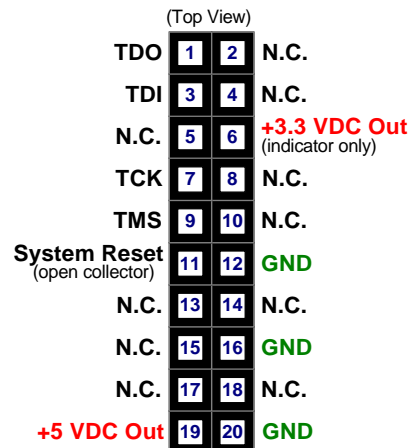 (Top View)
TDO 1 2 N.C.
TDI 3 4 N.C.
N.C. 5 6 +3.3 VDC Out
(indicator only)
TCK 7 8 N.C.
TMS 9 10 N.C.
System Reset 11 12 GND
(open collector)
N.C. 13 14 N.C.
N.C. 15 16 GND
N.C. 17 18 N.C.
+5 VDC Out 19 20 GND